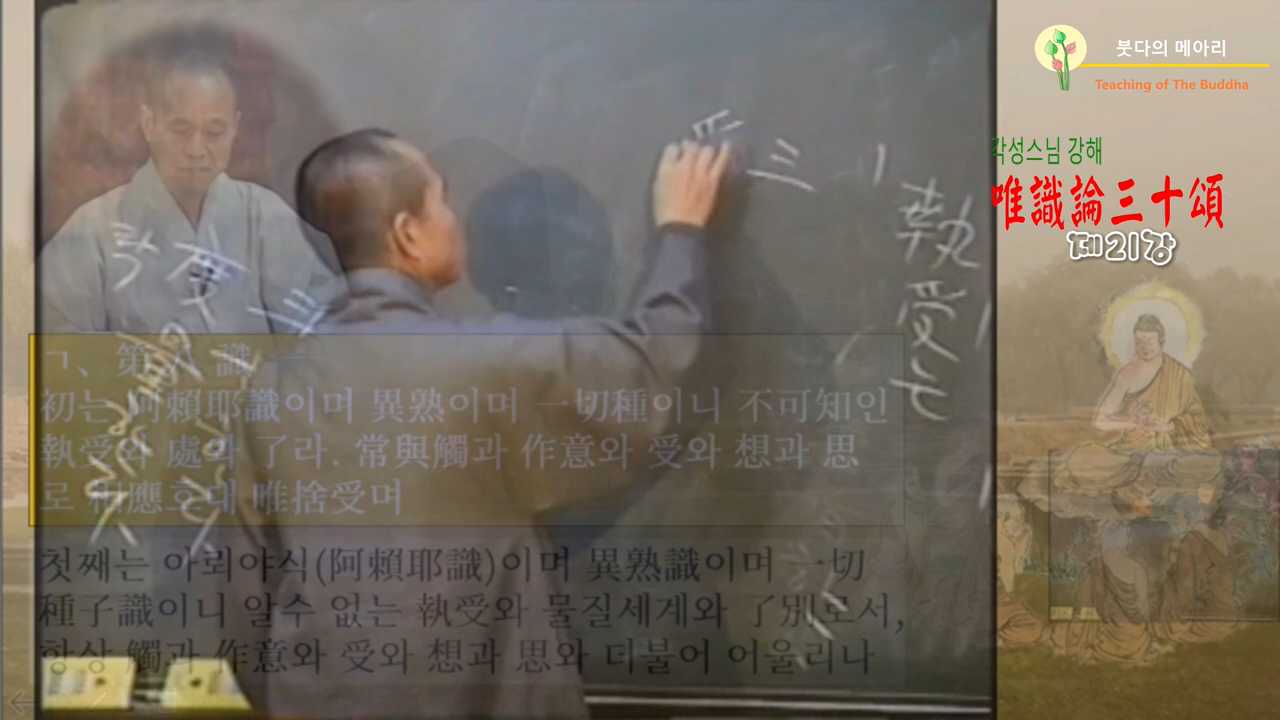 붓다의 메아리
Teaching of The Buddha
각성스님 강해
唯識論三十頌
제21강
受 三
執受는
ㄱ、第八識 一
初는 阿賴耶識이며 異熟이며 一切種이니 不可知인
執受와 處와 了라. 常與觸과 作意와 受와 想과 思
로 相應호대 唯捨受며
첫째는 아뢰야식(阿賴耶識)이며 異熟識이며 一切
種子識이니 알수 없는 執受와 물질세계와 了別로서,
항상 觸과 作意와 受와 想과 思와 더불어 어울리나